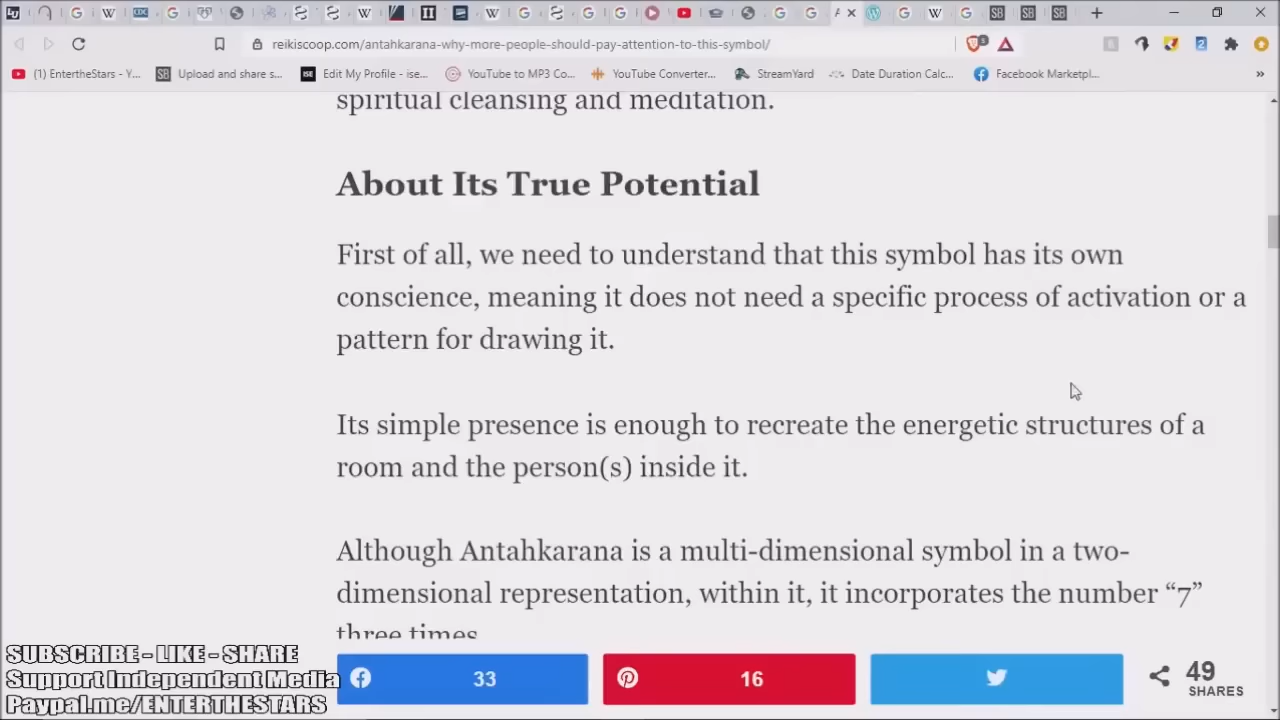 reikiscoop.com/antahkarana-why-more-people-should-pay-attention-to-this-symbol/
(1) EntertheStars - Y...
Upload and share s...
Edit My Profile - ise...
YouTube to MP3 Co...
YouTube Converter...
StreamYard
Date Duration Calc...
Facebook Marketpl...
spiritual cleansing and meditation.
About Its True Potential
First of all, we need to understand that this symbol has its own
conscience, meaning it does not need a specific process of activation or a
pattern for drawing it.
Its simple presence is enough to recreate the energetic structures of a
room and the person(s) inside it.
Although Antahkarana is a multi-dimensional symbol in a two-
dimensional representation, within it, it incorporates the number “7”
three times
33
16
49
SHARES
SUBSCRIBE - LIKE - SHARE
Support Independent Media
Paypal.me/ENTERTHESTARS